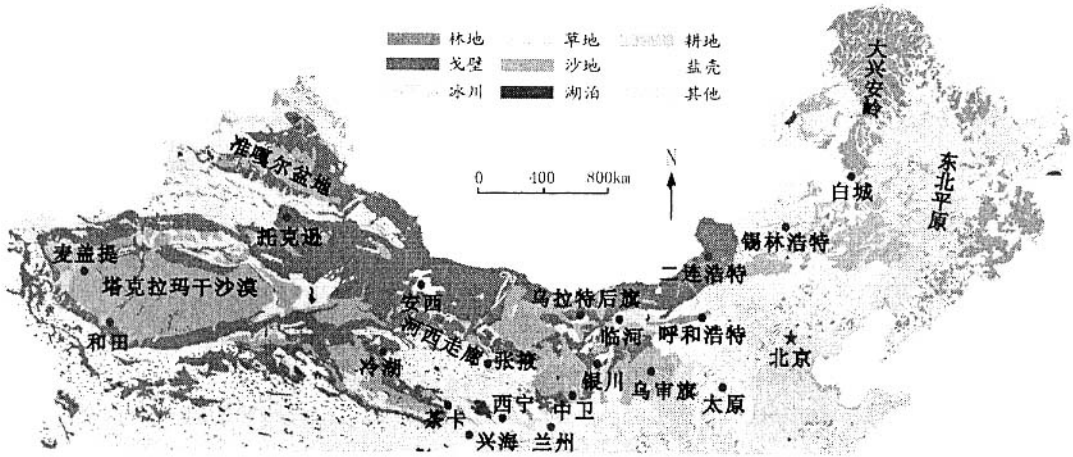 林地 草地 耕地
戈壁 沙地 盐壳
冰川 湖泊 其他
大兴安岭
东北平原
准噶尔盆地
0 400 800km
N
白城
托克逊
锡林浩特
麦盖提
二连浩特
塔克拉玛干沙漠
安西
乌拉特后旗
和田
河西走廊
临河
呼和浩特
北京
冷湖
张掖
银川
乌审旗
太原
茶卡
西宁
中卫
兴海
兰州